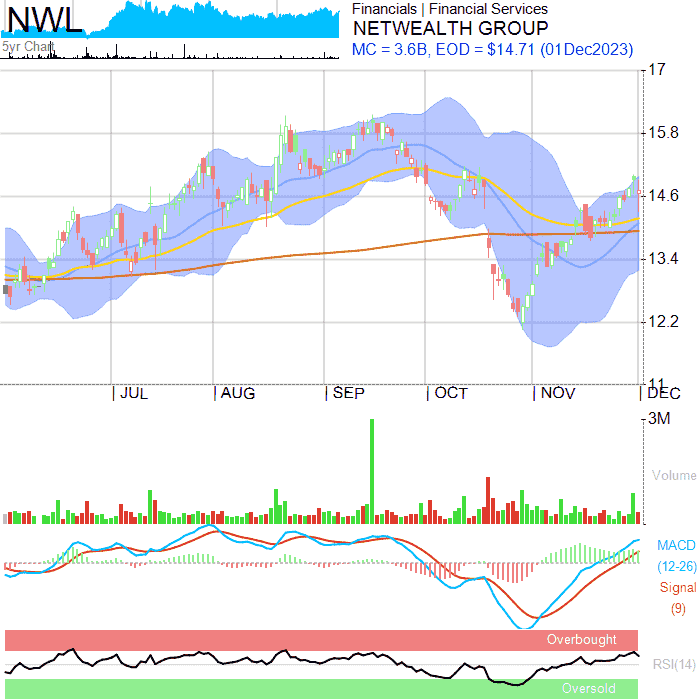 NWL
5yr Chart
Financials | Financial Services
NETWEALTH GROUP
MC = 3.6B, EOD = $14.71 (01Dec2023)
17
15.8
14.6
13.4
12.2
11
JUL AUG SEP OCT NOV DEC
3M
Volume
MACD
(12-26)
Signal
(9)
Overbought
RSI(14)
Oversold